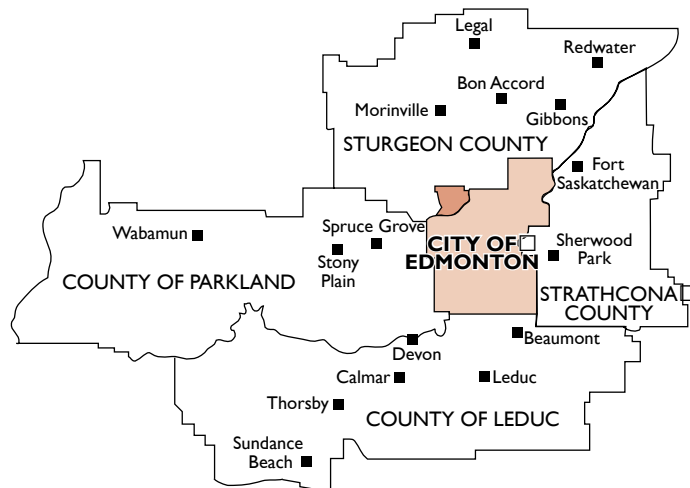 Legal
Redwater
Bon Accord
Morinville
Gibbons
STURGEON COUNTY
Fort
Saskatchewan
Wabamun
Spruce Grove
Stony
Plain
CITY OF
EDMONTON
Sherwood
Park
COUNTY OF PARKLAND
STRATHCONA
COUNTY
Devon
Beaumont
Calmar
Leduc
Thorsby
COUNTY OF LEDUC
Sundance
Beach